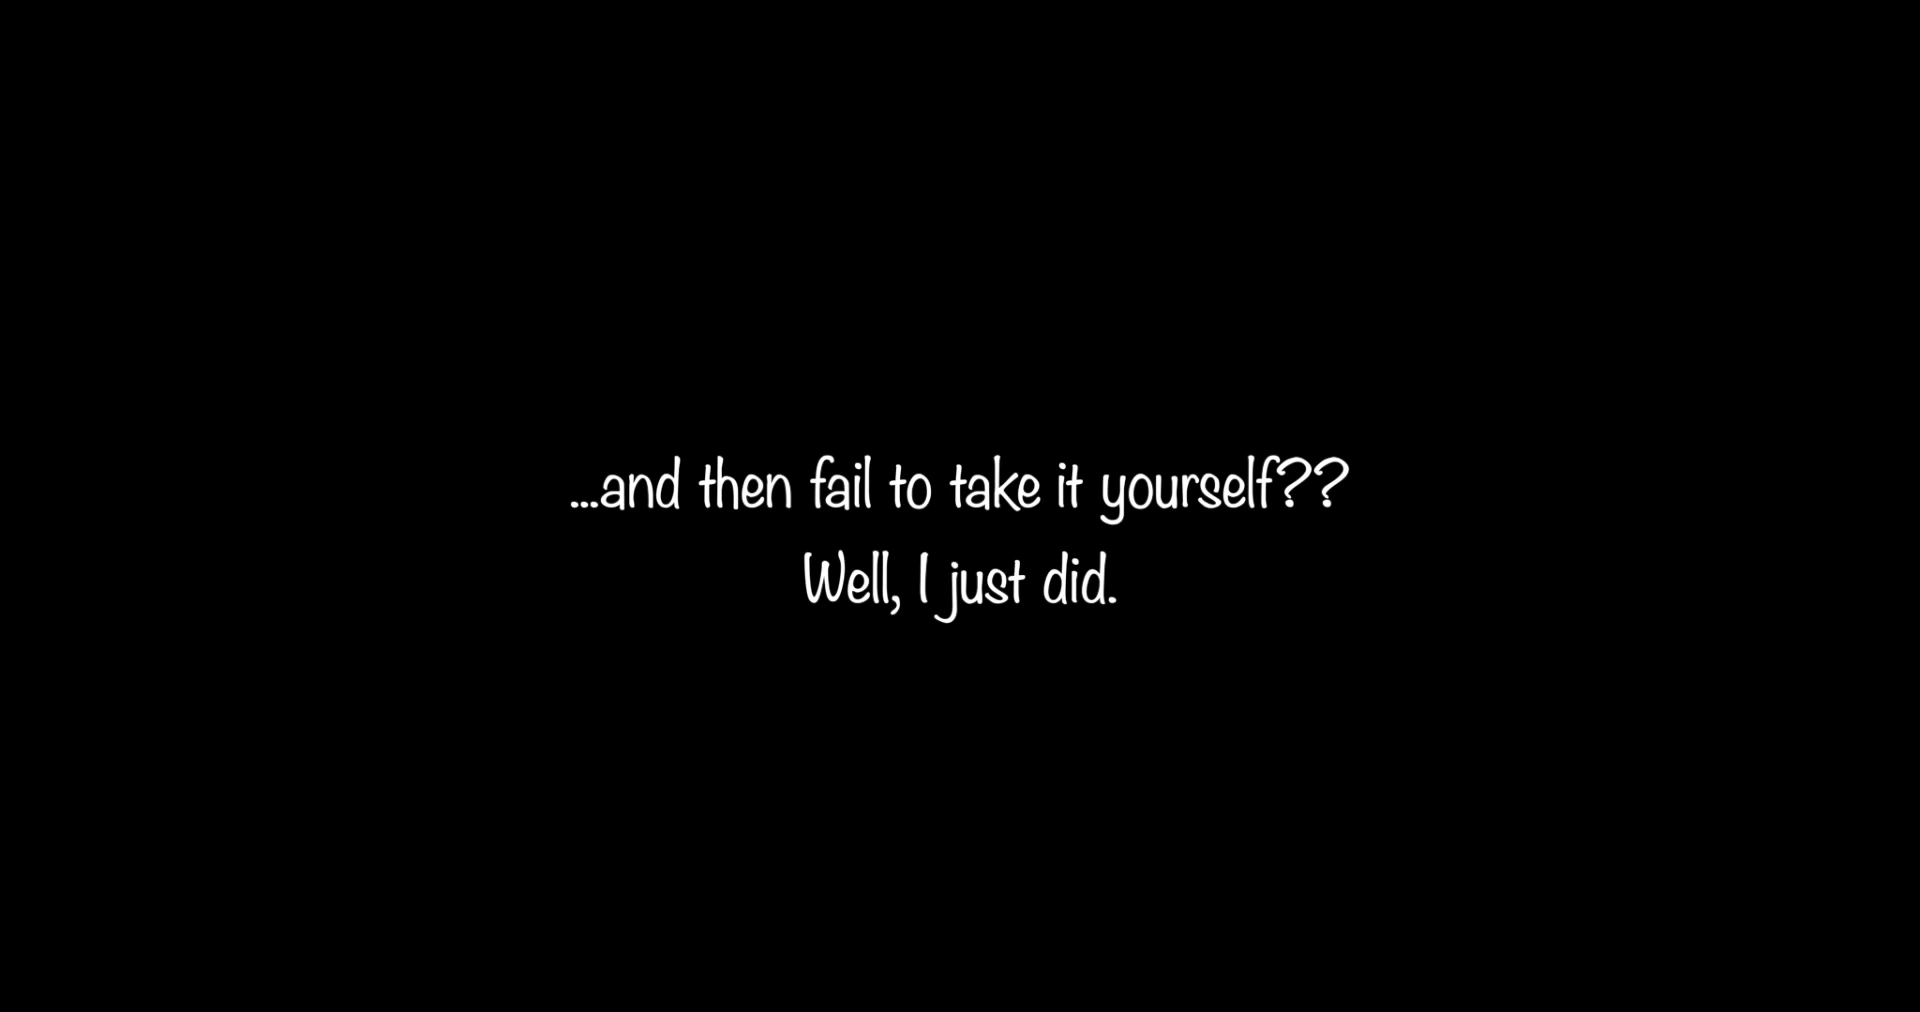 ...and then fail to take it yourself??
Well, I just did.